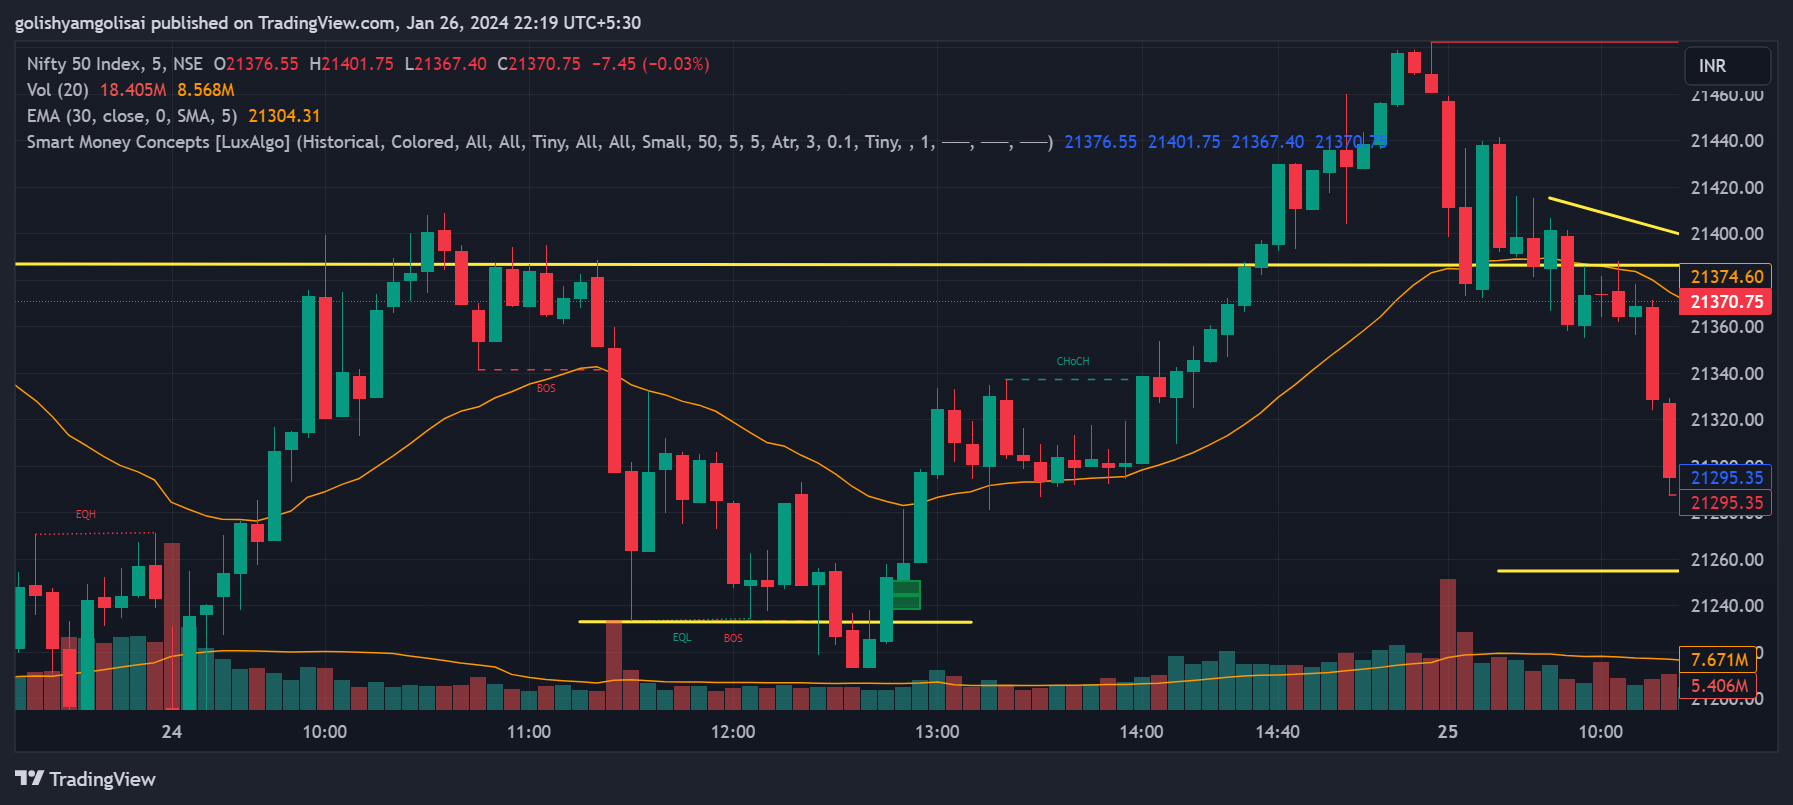 golishyamgolisai published on TradingView.com, Jan 26, 2024 22:19 UTC+5:30
Nifty 50 Index, 5, NSE O21376.55 H21401.75 L21367.40 C21370.75 −7.45 (−0.03%)
Vol (20) 18.405M 8.568M
EMA (30, close, 0, SMA, 5) 21304.31
Smart Money Concepts [LuxAlgo] (Historical, Colored, All, All, Tiny, All, All, Small, 50, 5, 5, Atr, 3, 0.1, Tiny, , 1, ──, ──, ──) 21376.55 21401.75 21367.40 21370.75
INR
21460.00
21440.00
21420.00
21400.00
21374.60
21370.75
21360.00
21340.00
21320.00
21295.35
21295.35
21260.00
21240.00
7.671M
5.406M
21200.00
CHoCH
BOS
EQH
EQL BOS
24 10:00 11:00 12:00 13:00 14:00 14:40 25 10:00
TradingView